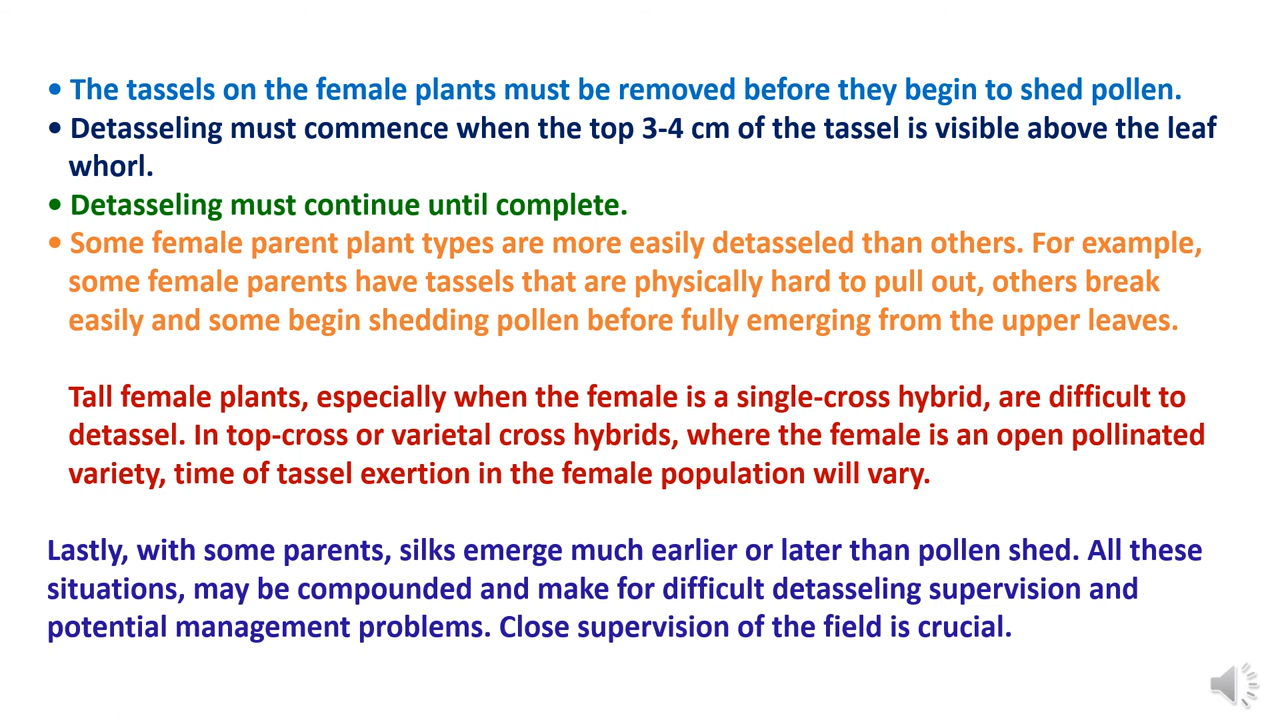 • The tassels on the female plants must be removed before they begin to shed pollen.
• Detasseling must commence when the top 3-4 cm of the tassel is visible above the leaf
whorl.
• Detasseling must continue until complete.
• Some female parent plant types are more easily detasseled than others. For example,
some female parents have tassels that are physically hard to pull out, others break
easily and some begin shedding pollen before fully emerging from the upper leaves.
Tall female plants, especially when the female is a single-cross hybrid, are difficult to
detassel. In top-cross or varietal cross hybrids, where the female is an open pollinated
variety, time of tassel exertion in the female population will vary.
Lastly, with some parents, silks emerge much earlier or later than pollen shed. All these
situations, may be compounded and make for difficult detasseling supervision and
potential management problems. Close supervision of the field is crucial.